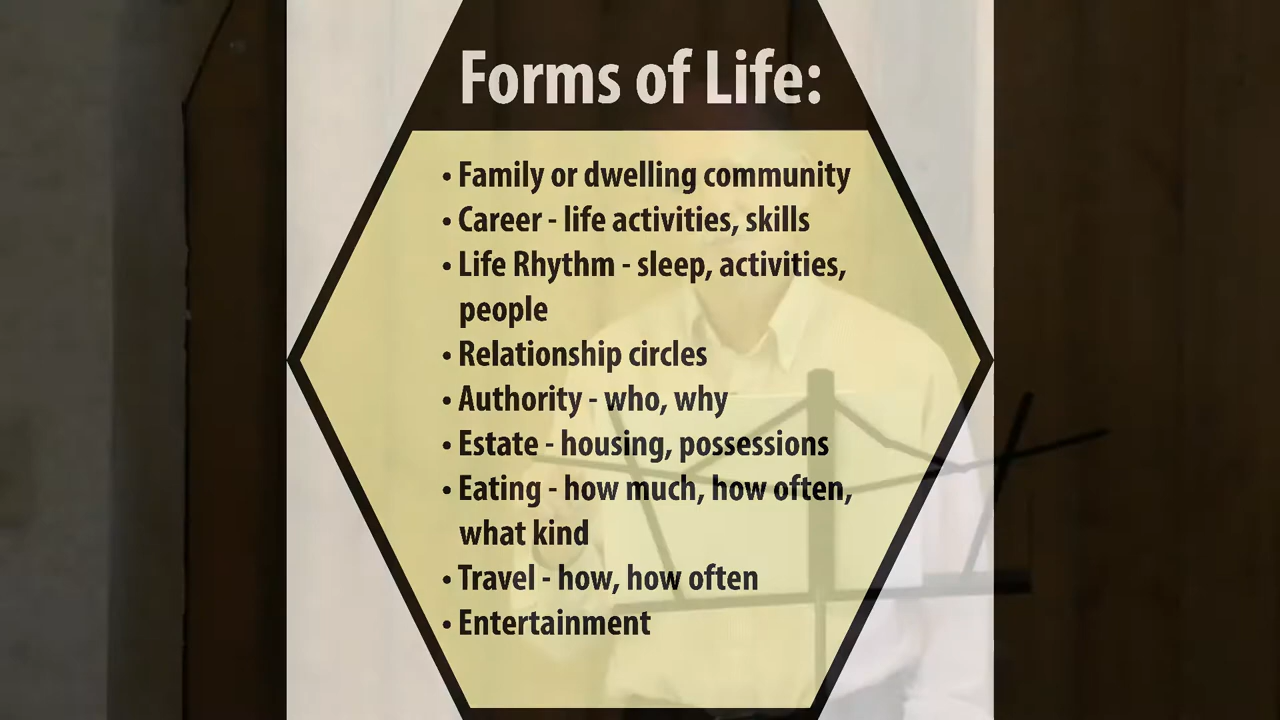 Forms of Life:
• Family or dwelling community
• Career - life activities, skills
• Life Rhythm - sleep, activities,
people
• Relationship circles
• Authority - who, why
• Estate - housing, possessions
• Eating - how much, how often,
what kind
• Travel - how, how often
• Entertainment